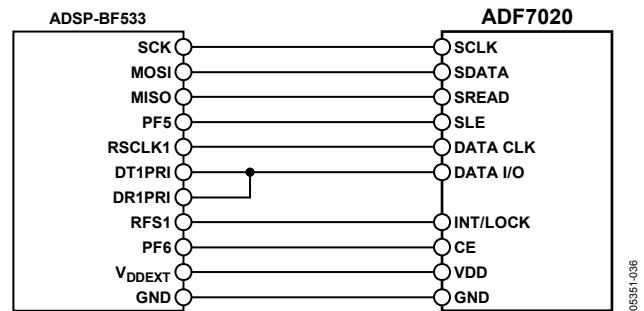 ADSP-BF533 ADF7020
SCK SCLK
MOSI SDATA
MISO SREAD
PF5 SLE
RSCLK1 DATA CLK
DT1PRI DATA I/O
DR1PRI
RFS1 INT/LOCK
PF6 CE
VDDEXT VDD
GND GND
05351-036